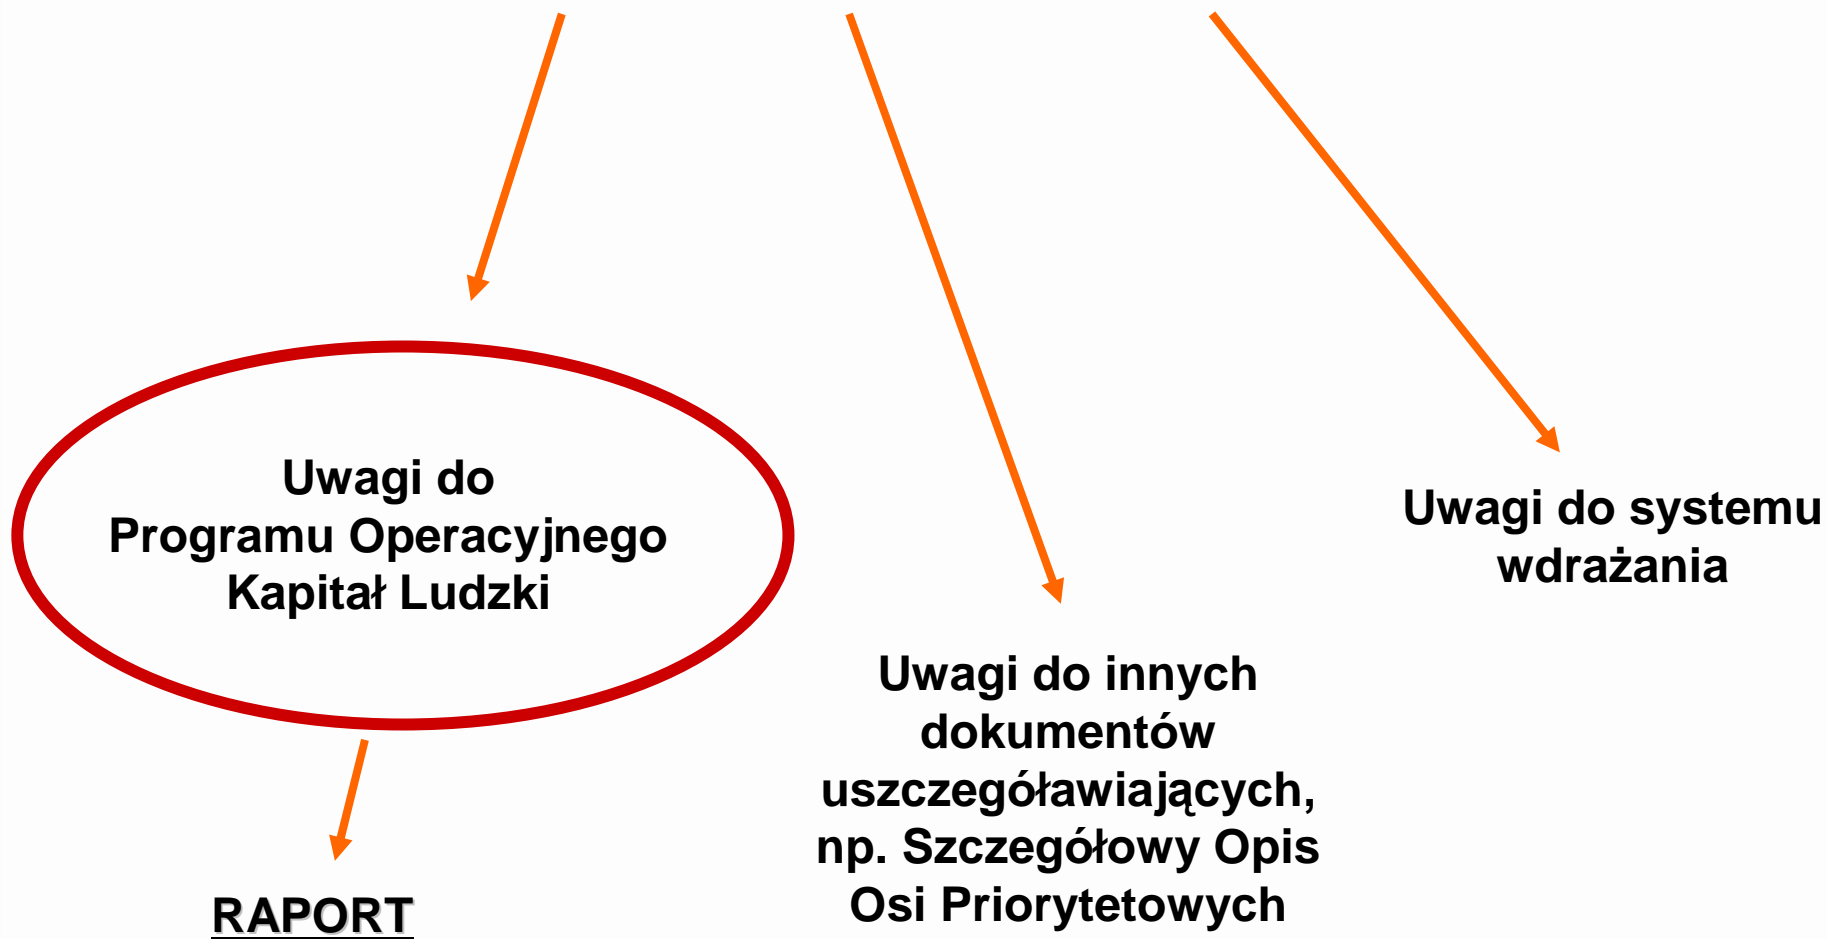 Uwagi do
Programu Operacyjnego
Kapitał Ludzki
RAPORT
Uwagi do innych
dokumentów
uszczegóławiających,
np. Szczegółowy Opis
Osi Priorytetowych
Uwagi do systemu
wdrażania